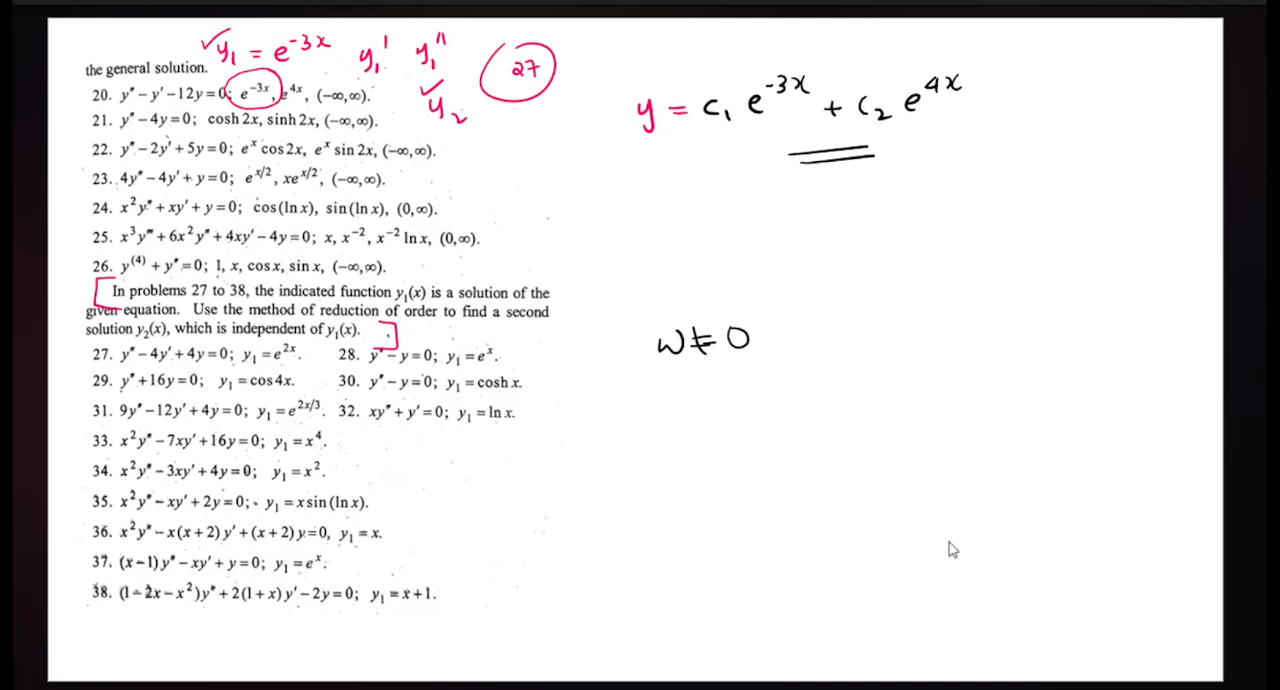 ✓y₁ = e⁻³ˣ y₁' y₁" 27
the general solution.
20. y″ − y′ − 12y = 0; e⁻³ˣ, e⁴ˣ, (−∞,∞).
✓y₂
y = c₁ e⁻³ˣ + c₂ e⁴ˣ
21. y″ − 4y = 0; cosh 2x, sinh 2x, (−∞,∞).
22. y″ − 2y′ + 5y = 0; eˣ cos 2x, eˣ sin 2x, (−∞,∞).
23. 4y″ − 4y′ + y = 0; e^{x/2}, xe^{x/2}, (−∞,∞).
24. x²y″ + xy′ + y = 0; cos(ln x), sin(ln x), (0,∞).
25. x³y‴ + 6x²y″ + 4xy′ − 4y = 0; x, x⁻², x⁻² ln x, (0,∞).
26. y⁽⁴⁾ + y″ = 0; 1, x, cos x, sin x, (−∞,∞).
In problems 27 to 38, the indicated function y₁(x) is a solution of the
given equation. Use the method of reduction of order to find a second
solution y₂(x), which is independent of y₁(x).
w ≠ 0
27. y″ − 4y′ + 4y = 0; y₁ = e²ˣ. 28. y″ − y = 0; y₁ = eˣ.
29. y″ + 16y = 0; y₁ = cos 4x. 30. y″ − y = 0; y₁ = cosh x.
31. 9y″ − 12y′ + 4y = 0; y₁ = e^{2x/3}. 32. xy″ + y′ = 0; y₁ = ln x.
33. x²y″ − 7xy′ + 16y = 0; y₁ = x⁴.
34. x²y″ − 3xy′ + 4y = 0; y₁ = x².
35. x²y″ − xy′ + 2y = 0; y₁ = x sin(ln x).
36. x²y″ − x(x + 2)y′ + (x + 2)y = 0, y₁ = x.
37. (x − 1)y″ − xy′ + y = 0; y₁ = eˣ.
38. (1 − 2x − x²)y″ + 2(1 + x)y′ − 2y = 0; y₁ = x + 1.